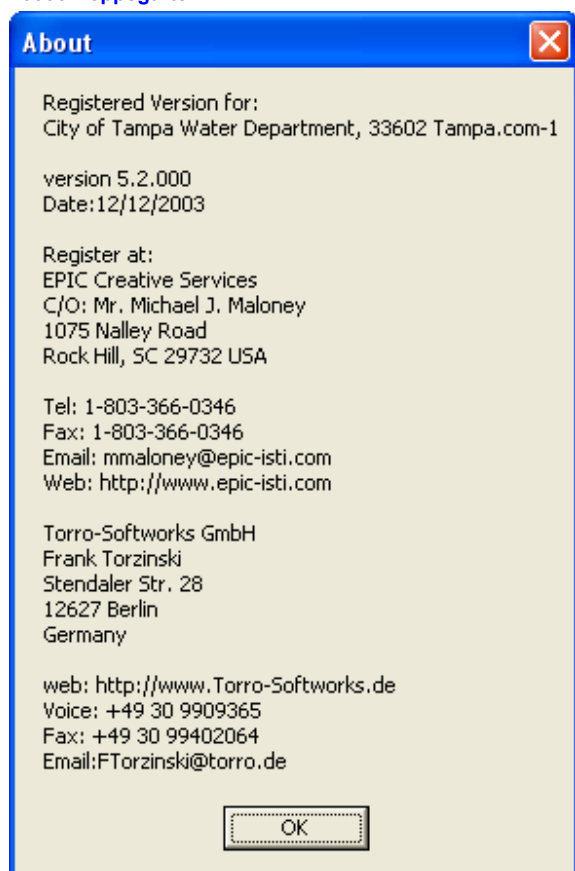 About
Registered Version for:
City of Tampa Water Department, 33602 Tampa.com-1
version 5.2.000
Date:12/12/2003
Register at:
EPIC Creative Services
C/O: Mr. Michael J. Maloney
1075 Nalley Road
Rock Hill, SC 29732 USA
Tel: 1-803-366-0346
Fax: 1-803-366-0346
Email: mmaloney@epic-isti.com
Web: http://www.epic-isti.com
Torro-Softworks GmbH
Frank Torzinski
Stendaler Str. 28
12627 Berlin
Germany
web: http://www.Torro-Softworks.de
Voice: +49 30 9909365
Fax: +49 30 99402064
Email:FTorzinski@torro.de
OK